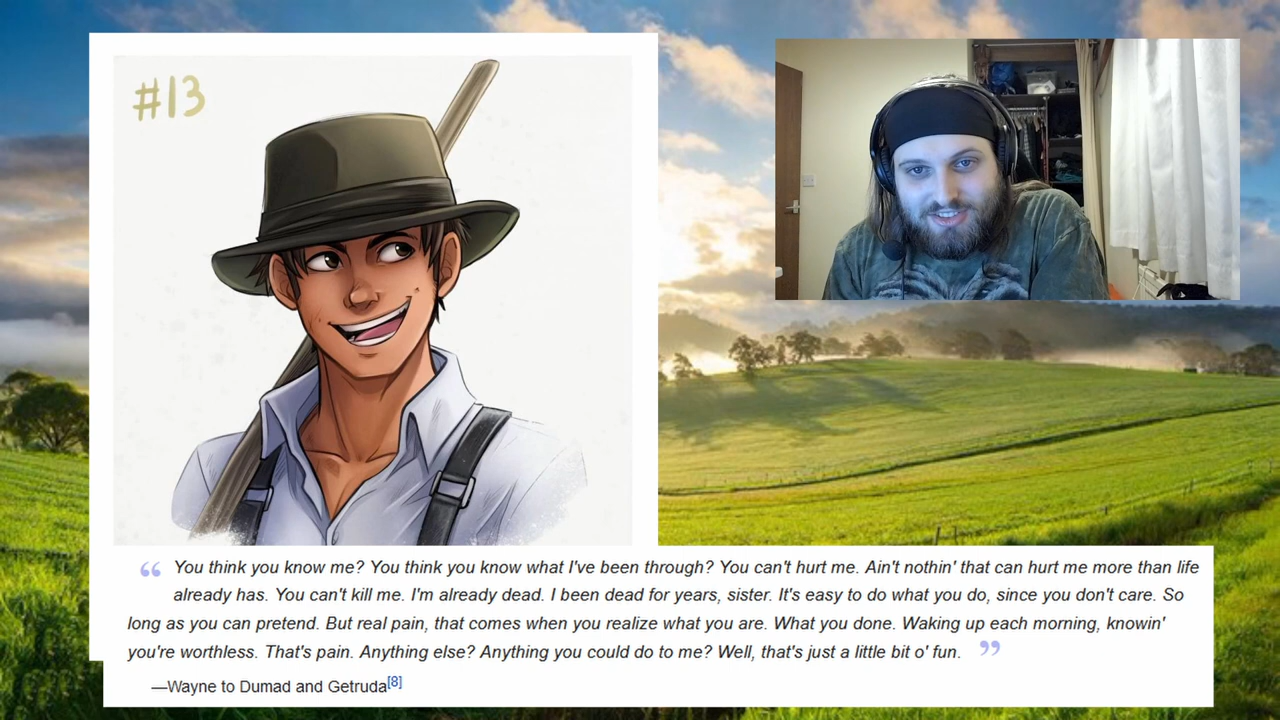 #13
“ You think you know me? You think you know what I've been through? You can't hurt me. Ain't nothin' that can hurt me more than life
already has. You can't kill me. I'm already dead. I been dead for years, sister. It's easy to do what you do, since you don't care. So
long as you can pretend. But real pain, that comes when you realize what you are. What you done. Waking up each morning, knowin'
you're worthless. That's pain. Anything else? Anything you could do to me? Well, that's just a little bit o' fun. ”
—Wayne to Dumad and Getruda[8]